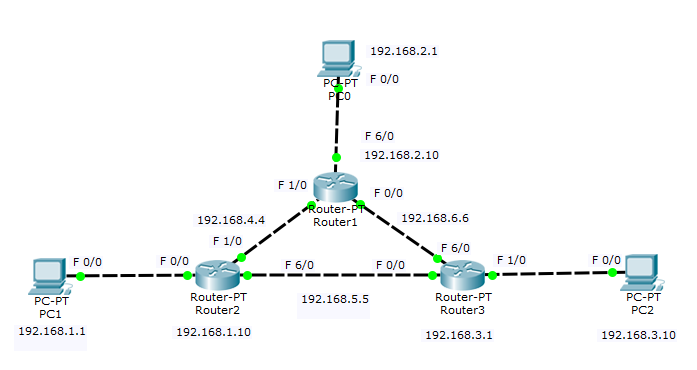 192.168.2.1
F 0/0
PC-PT
PC0
F 6/0
192.168.2.10
F 1/0
F 0/0
Router-PT
Router1
192.168.4.4
192.168.6.6
F 1/0
F 6/0
F 0/0
F 0/0
F 6/0
F 0/0
F 1/0
F 0/0
PC-PT
PC1
192.168.1.1
Router-PT
Router2
192.168.1.10
192.168.5.5
Router-PT
Router3
192.168.3.1
PC-PT
PC2
192.168.3.10